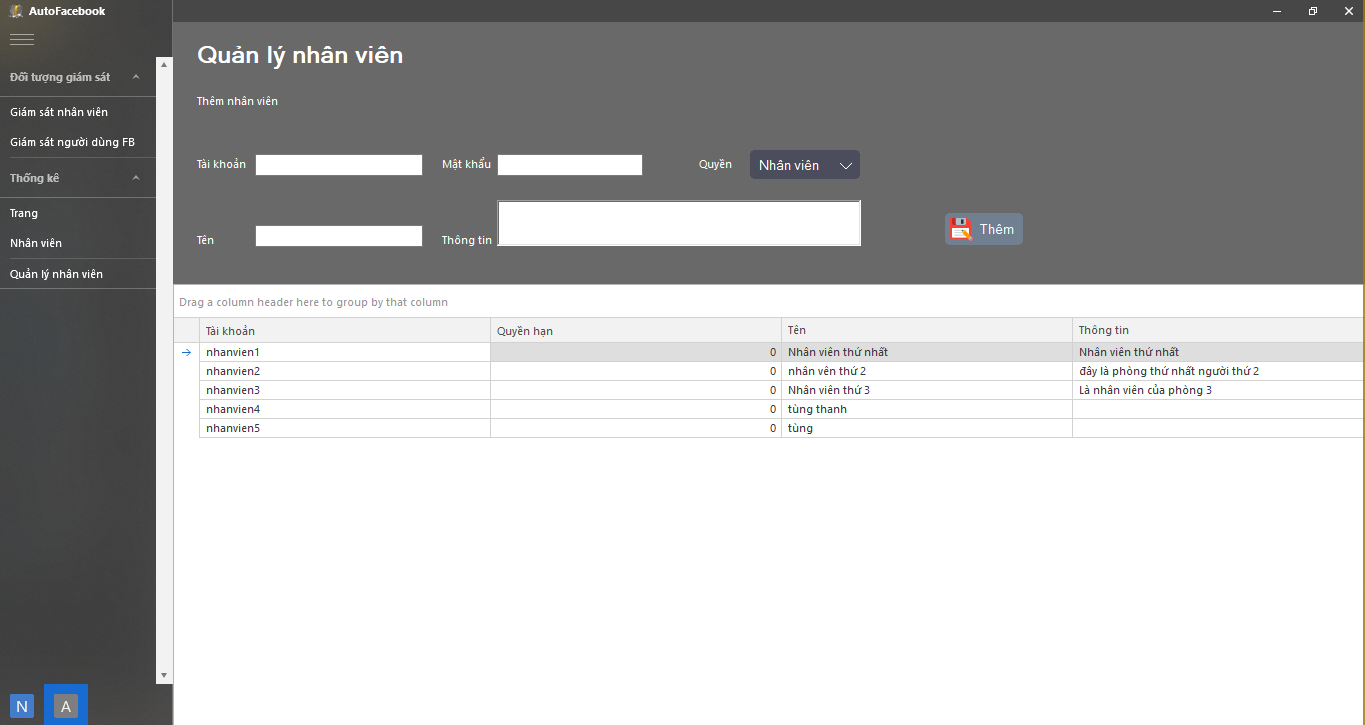 AutoFacebook
Đối tượng giám sát
Giám sát nhân viên
Giám sát người dùng FB
Thống kê
Trang
Nhân viên
Quản lý nhân viên
N A
Quản lý nhân viên
Thêm nhân viên
Tài khoản Mật khẩu Quyền Nhân viên
Tên Thông tin Thêm
Drag a column header here to group by that column
Tài khoản Quyền hạn Tên Thông tin
nhanvien1 0 Nhân viên thứ nhất Nhân viên thứ nhất
nhanvien2 0 nhân vên thứ 2 đây là phòng thứ nhất người thứ 2
nhanvien3 0 Nhân viên thứ 3 Là nhân viên của phòng 3
nhanvien4 0 tùng thanh
nhanvien5 0 tùng